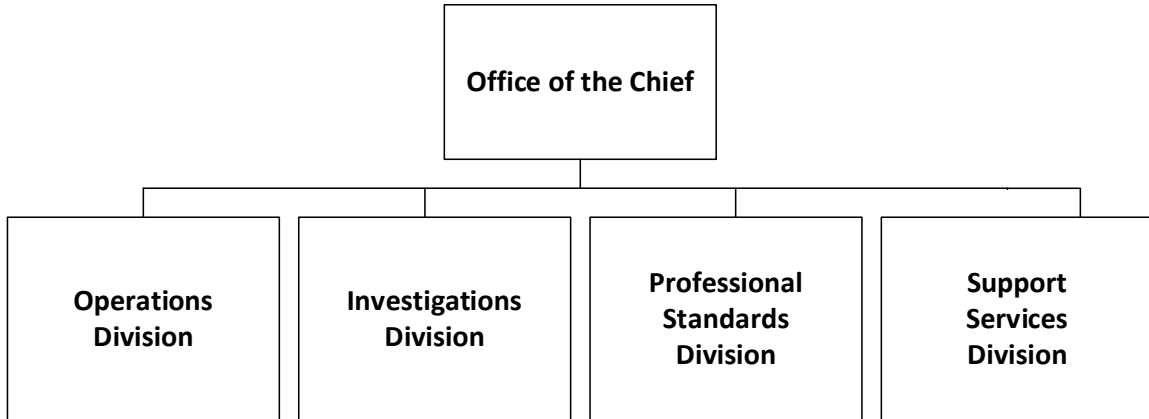 Office of the Chief
Operations
Division
Investigations
Division
Professional
Standards
Division
Support
Services
Division